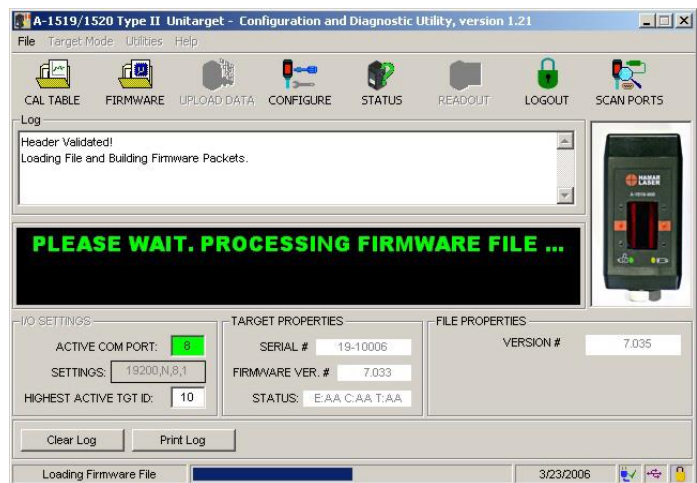 A-1519/1520 Type II Unitarget - Configuration and Diagnostic Utility, version 1.21
File Target Mode Utilities Help
CAL TABLE FIRMWARE UPLOAD DATA CONFIGURE STATUS READOUT LOGOUT SCAN PORTS
Log
Header Validated!
Loading File and Building Firmware Packets.
HAMAR LASER
PLEASE WAIT. PROCESSING FIRMWARE FILE ...
I/O SETTINGS
ACTIVE COM PORT: 8
SETTINGS: 19200,N,8,1
HIGHEST ACTIVE TGT ID: 10
TARGET PROPERTIES
SERIAL # 19-10006
FIRMWARE VER. # 7.033
STATUS: E:AA C:AA T:AA
FILE PROPERTIES
VERSION # 7.035
Clear Log Print Log
Loading Firmware File 3/23/2006